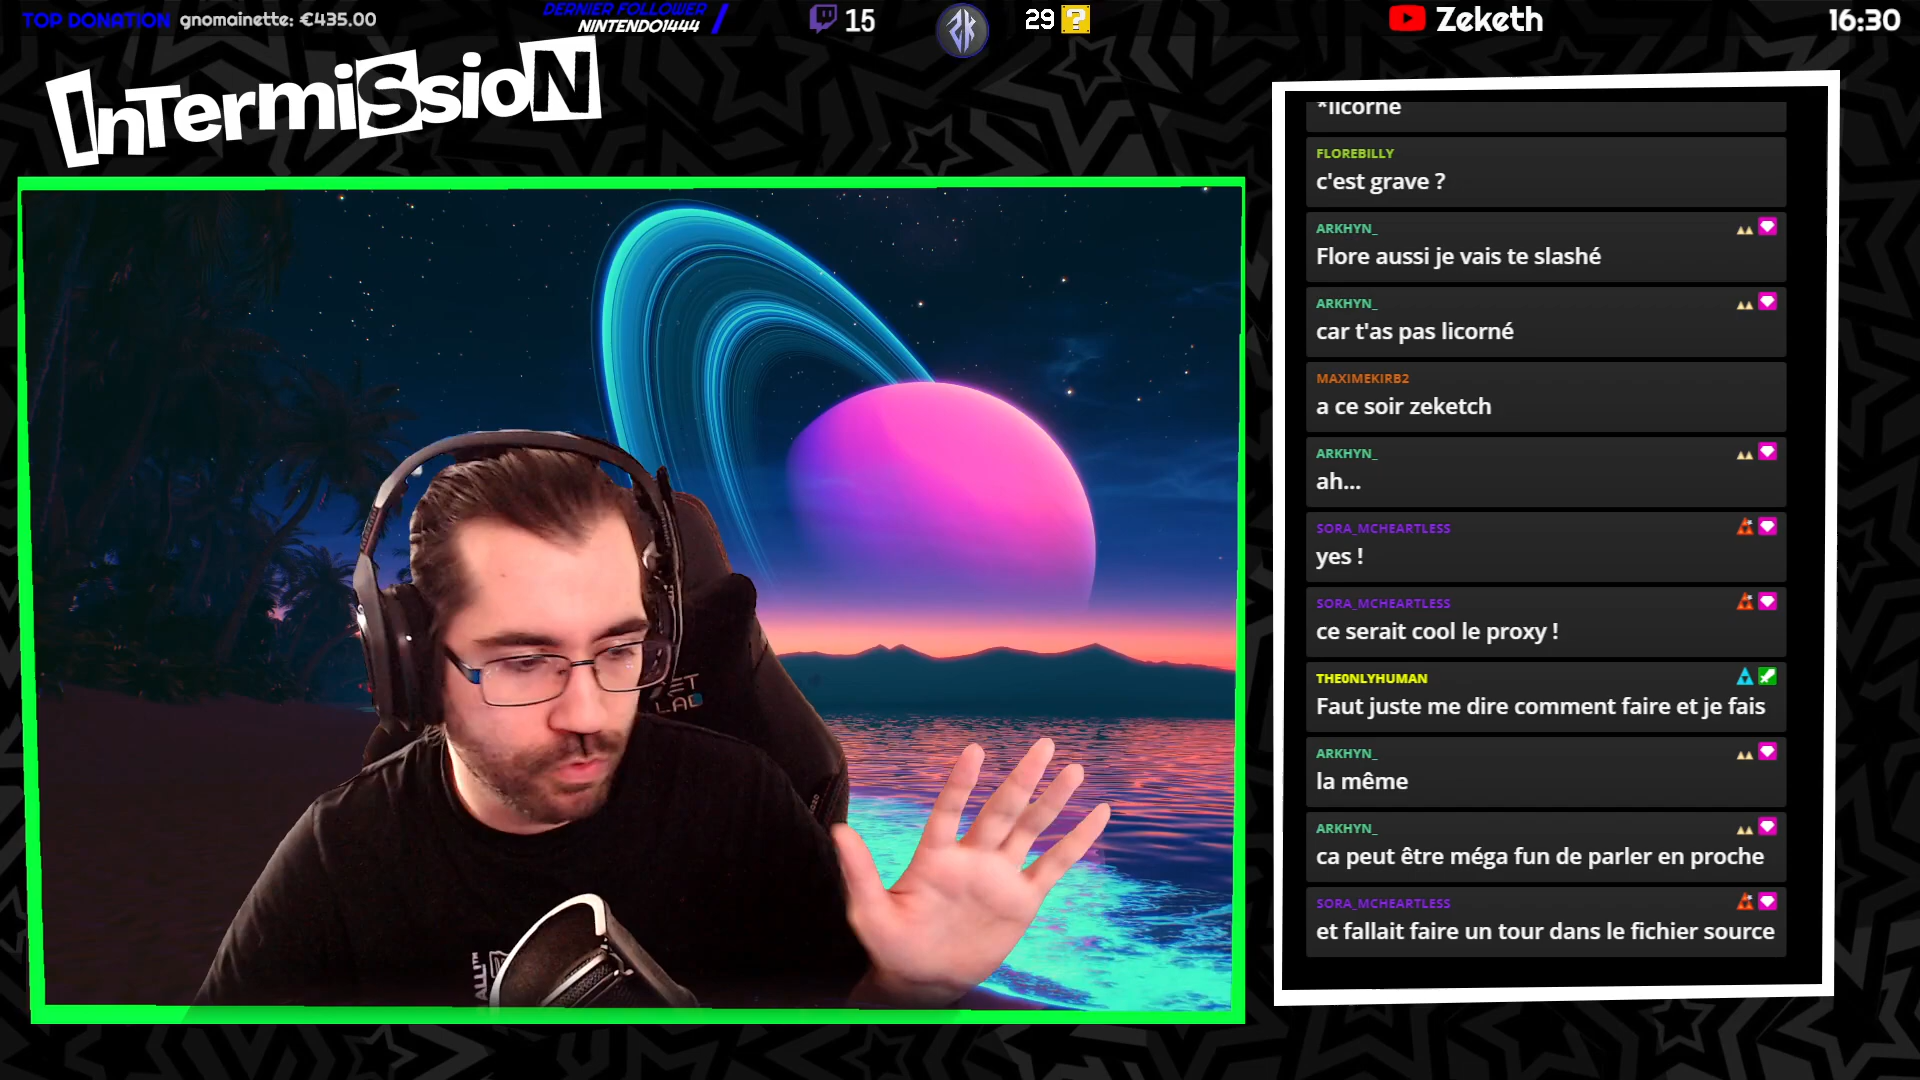 TOP DONATION gnomainette: €435.00
DERNIER FOLLOWER
NINTENDO1444
15
ZK
29
Zeketh
16:30
InTermiSsioN
*licorne
FLOREBILLY
c'est grave ?
ARKHYN_
Flore aussi je vais te slashé
ARKHYN_
car t'as pas licorné
MAXIMEKIRB2
a ce soir zeketch
ARKHYN_
ah...
SORA_MCHEARTLESS
yes !
SORA_MCHEARTLESS
ce serait cool le proxy !
THE0NLYHUMAN
Faut juste me dire comment faire et je fais
ARKHYN_
la même
ARKHYN_
ca peut être méga fun de parler en proche
SORA_MCHEARTLESS
et fallait faire un tour dans le fichier source